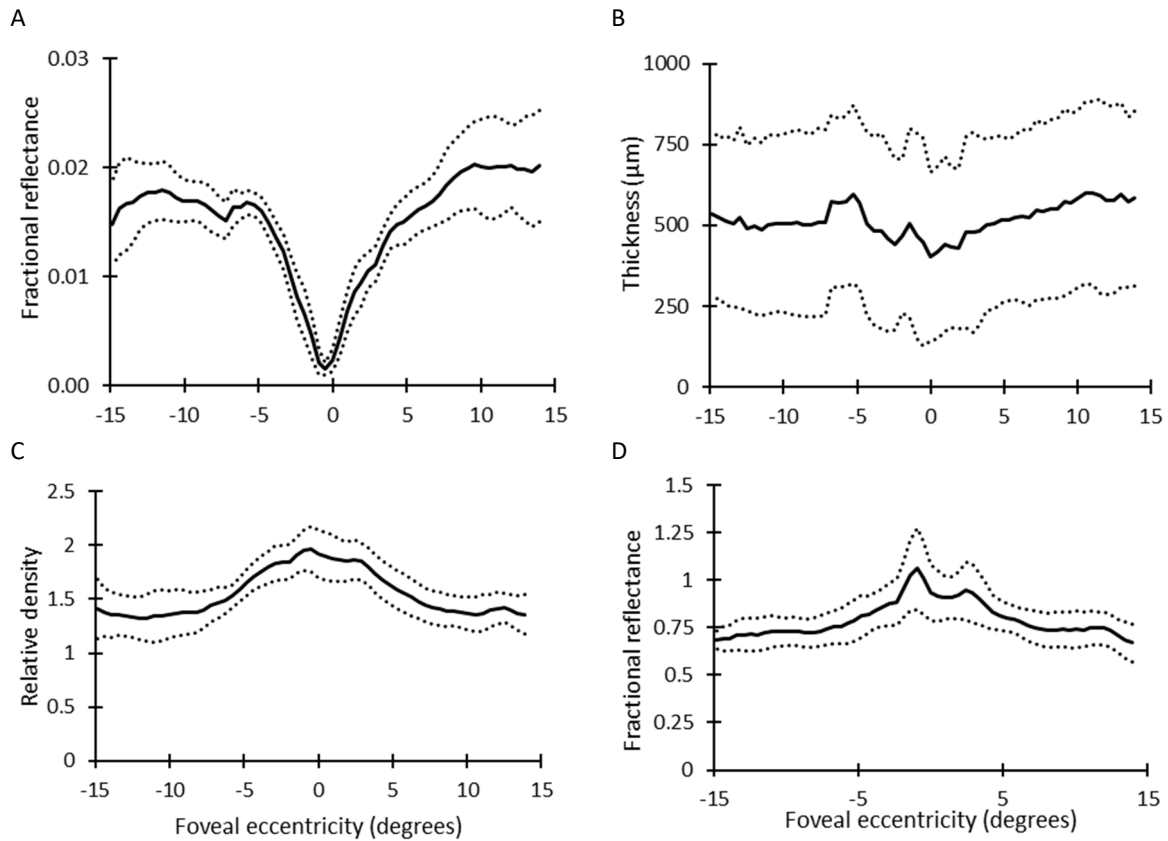 A
Fractional reflectance
0.03
0.02
0.01
0.00
-15 -10 -5 0 5 10 15
B
Thickness (µm)
1000
750
500
250
0
-15 -10 -5 0 5 10 15
C
Relative density
2.5
2
1.5
1
0.5
0
-15 -10 -5 0 5 10 15
Foveal eccentricity (degrees)
D
Fractional reflectance
1.5
1.25
1
0.75
0.5
0.25
0
-15 -5 5 15
Foveal eccentricity (degrees)